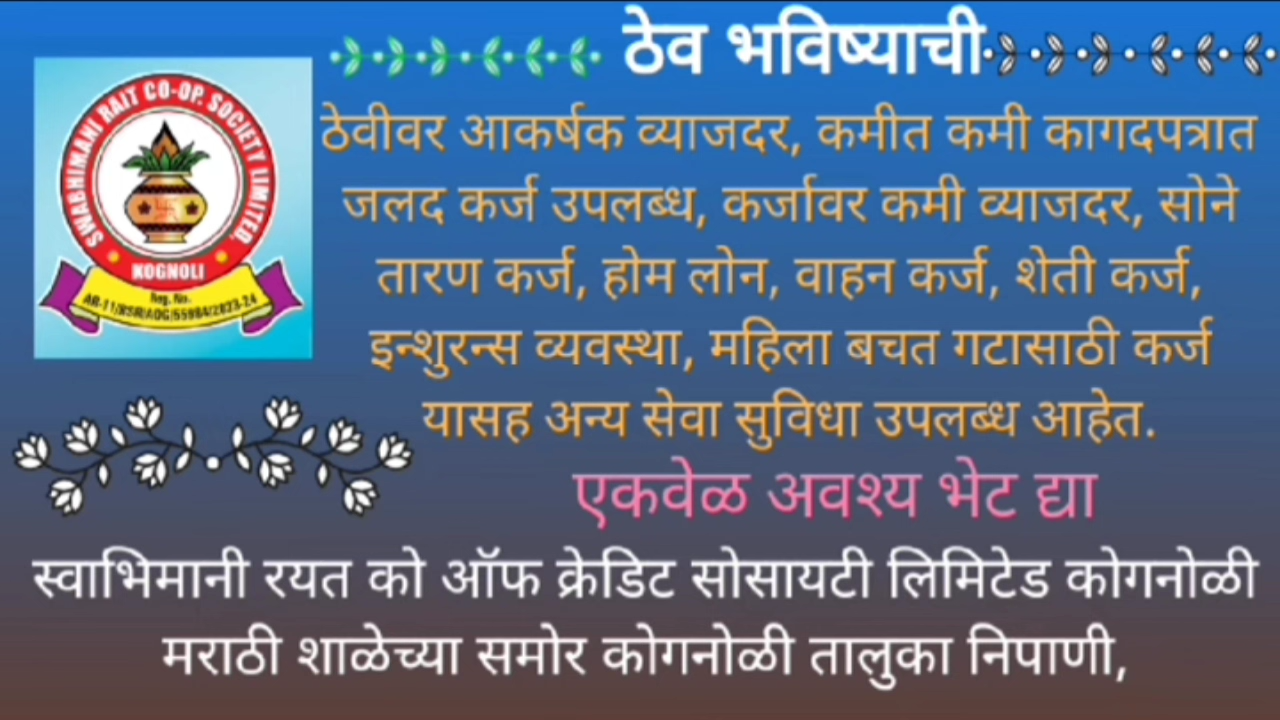 ठेव भविष्याची
SWABHIMANI RAIT CO-OP. SOCIETY LIMITED.
KOGNOLI
Reg. No.
ठेवीवर आकर्षक व्याजदर, कमीत कमी कागदपत्रात
जलद कर्ज उपलब्ध, कर्जावर कमी व्याजदर, सोने
तारण कर्ज, होम लोन, वाहन कर्ज, शेती कर्ज,
इन्शुरन्स व्यवस्था, महिला बचत गटासाठी कर्ज
यासह अन्य सेवा सुविधा उपलब्ध आहेत.
एकवेळ अवश्य भेट द्या
स्वाभिमानी रयत को ऑफ क्रेडिट सोसायटी लिमिटेड कोगनोळी
मराठी शाळेच्या समोर कोगनोळी तालुका निपाणी,